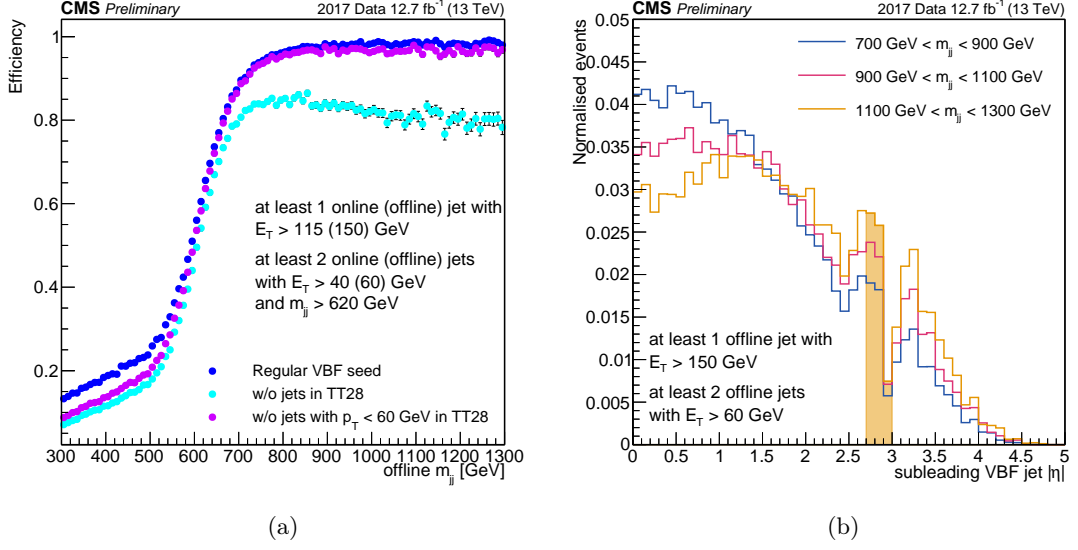 CMS Preliminary 2017 Data 12.7 fb⁻¹ (13 TeV)
Efficiency
1
0.8
0.6
0.4
0.2
at least 1 online (offline) jet with
E_T > 115 (150) GeV
at least 2 online (offline) jets
with E_T > 40 (60) GeV
and m_jj > 620 GeV
Regular VBF seed
w/o jets in TT28
w/o jets with p_T < 60 GeV in TT28
300 400 500 600 700 800 900 1000 1100 1200 1300
offline m_jj [GeV]
(a)
CMS Preliminary 2017 Data 12.7 fb⁻¹ (13 TeV)
Normalised events
0.05
0.045
0.04
0.035
0.03
0.025
0.02
0.015
0.01
0.005
0
700 GeV < m_jj < 900 GeV
900 GeV < m_jj < 1100 GeV
1100 GeV < m_jj < 1300 GeV
at least 1 offline jet with
E_T > 150 GeV
at least 2 offline jets
with E_T > 60 GeV
0 0.5 1 1.5 2 2.5 3 3.5 4 4.5 5
subleading VBF jet |η|
(b)